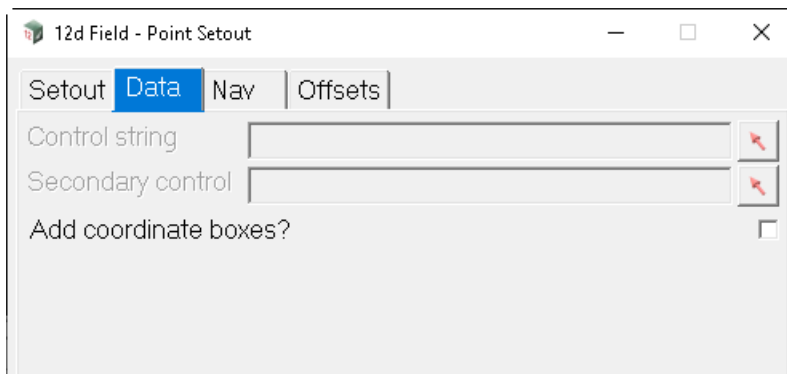 12d Field - Point Setout
Setout Data Nav Offsets
Control string
Secondary control
Add coordinate boxes?